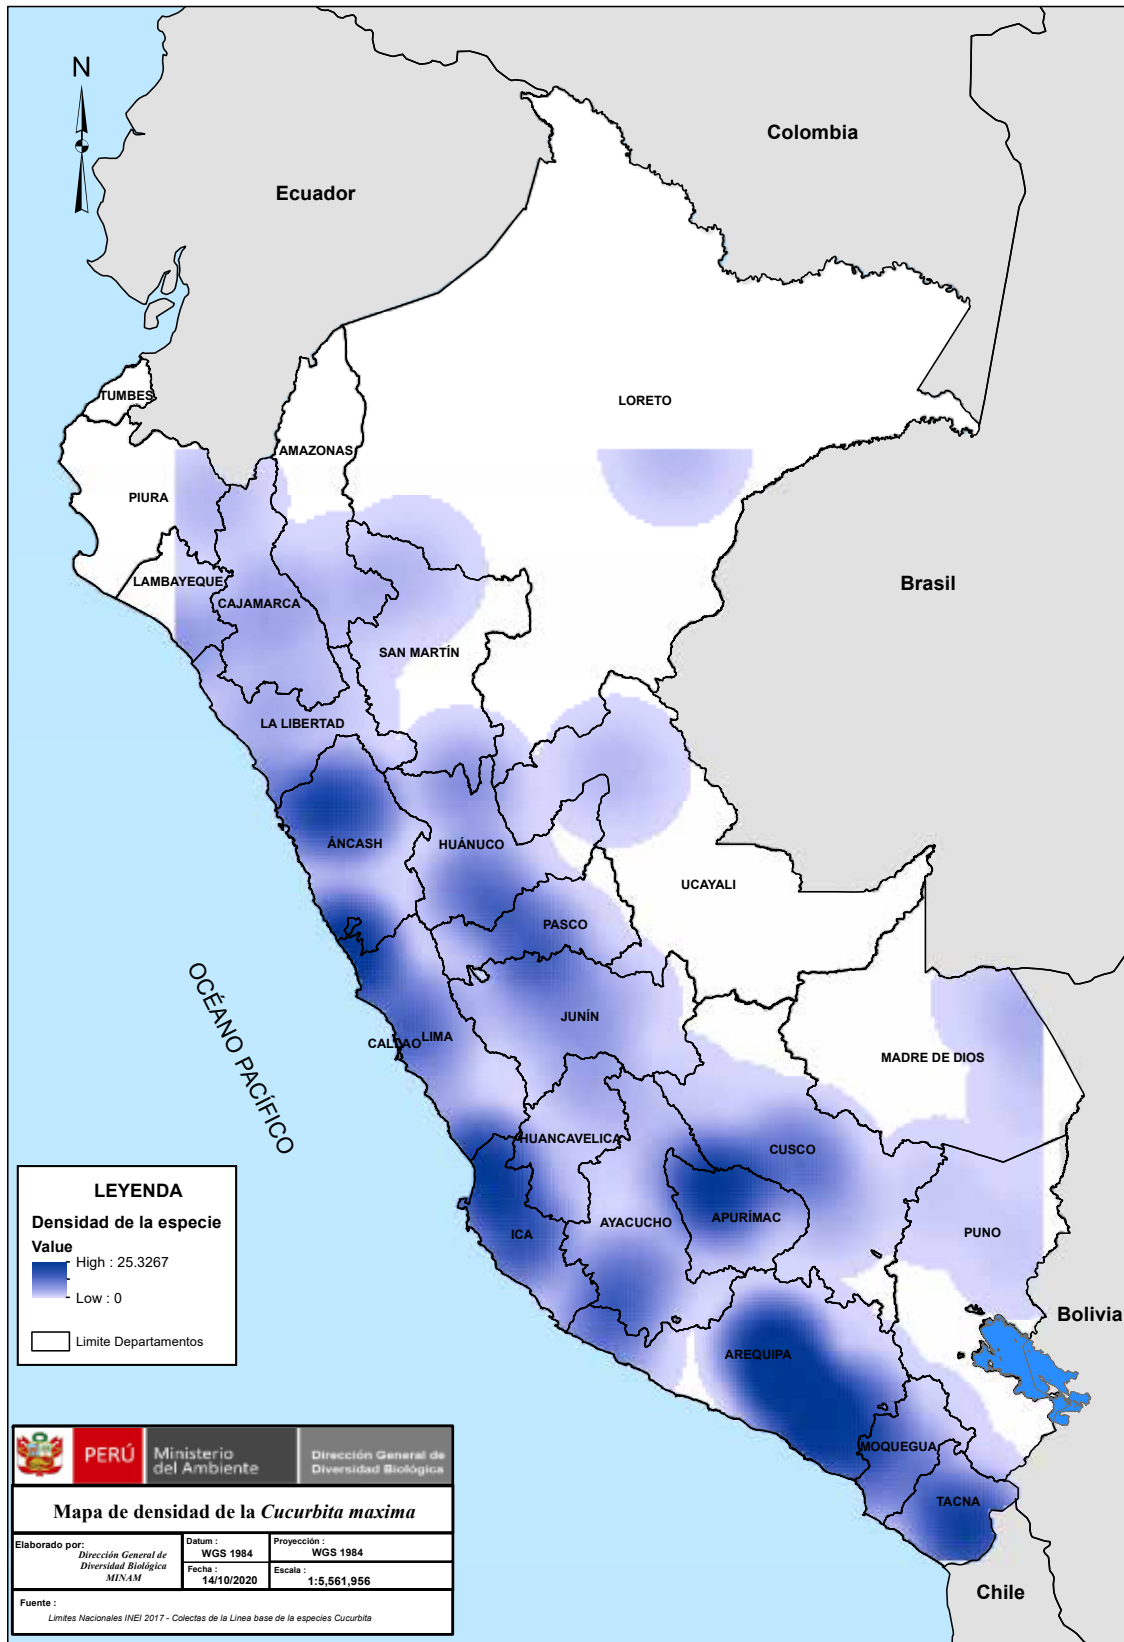 N
Colombia
Ecuador
TUMBES
LORETO
AMAZONAS
PIURA
LAMBAYEQUE
CAJAMARCA
Brasil
SAN MARTÍN
LA LIBERTAD
ÁNCASH
HUÁNUCO
UCAYALI
PASCO
OCÉANO PACÍFICO
JUNÍN
LIMA
CALLAO
MADRE DE DIOS
HUANCAVELICA
CUSCO
AYACUCHO
APURÍMAC
ICA
PUNO
Bolivia
AREQUIPA
MOQUEGUA
TACNA
Chile
LEYENDA
Densidad de la especie
Value
High : 25.3267
Low : 0
Limite Departamentos
PERÚ
Ministerio
del Ambiente
Dirección General de
Diversidad Biológica
Mapa de densidad de la Cucurbita maxima
Elaborado por:
Dirección General de
Diversidad Biológica
MINAM
Datum :
WGS 1984
Proyección :
WGS 1984
Fecha :
14/10/2020
Escala :
1:5,561,956
Fuente :
Limites Nacionales INEI 2017 - Colectas de la Linea base de la especies Cucurbita